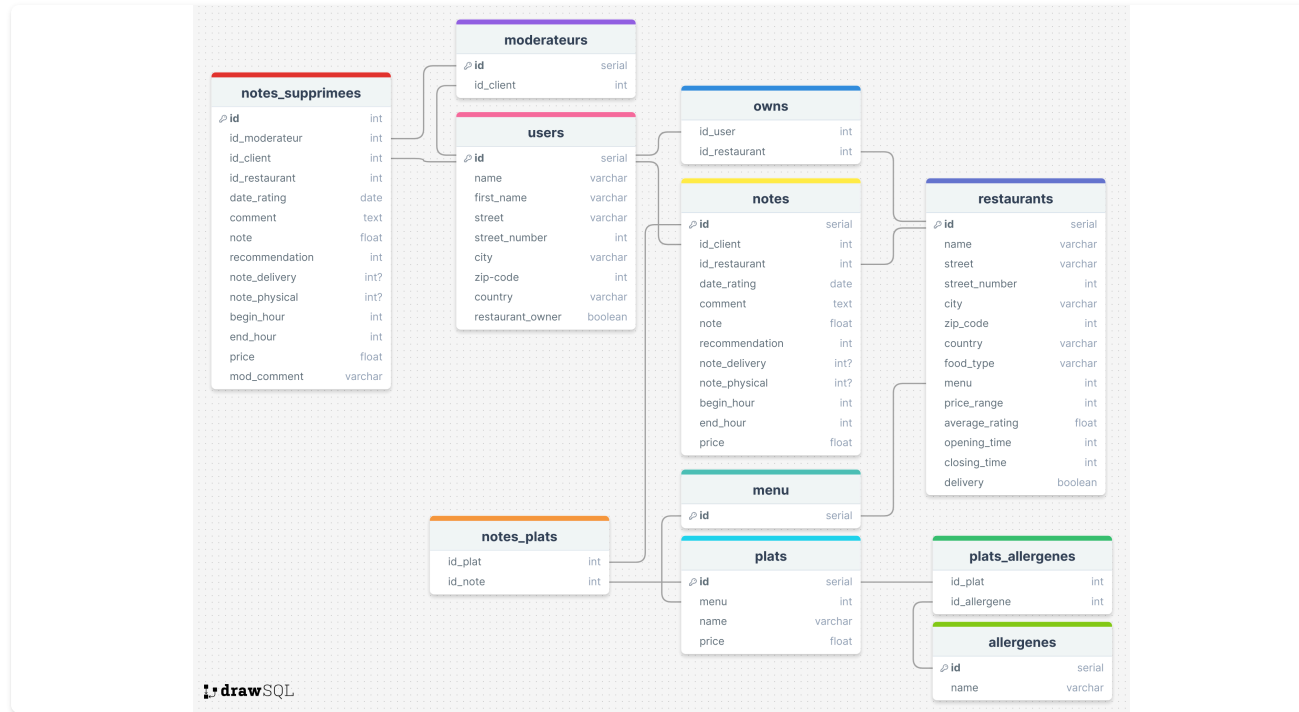 moderateurs
id serial
id_client int
notes_supprimees
id int
id_moderateur int
id_client int
id_restaurant int
date_rating date
comment text
note float
recommendation int
note_delivery int?
note_physical int?
begin_hour int
end_hour int
price float
mod_comment varchar
users
id serial
name varchar
first_name varchar
street varchar
street_number int
city varchar
zip-code int
country varchar
restaurant_owner boolean
owns
id_user int
id_restaurant int
notes
id serial
id_client int
id_restaurant int
date_rating date
comment text
note float
recommendation int
note_delivery int?
note_physical int?
begin_hour int
end_hour int
price float
restaurants
id serial
name varchar
street varchar
street_number int
city varchar
zip_code int
country varchar
food_type varchar
menu int
price_range int
average_rating float
opening_time int
closing_time int
delivery boolean
menu
id serial
notes_plats
id_plat int
id_note int
plats
id serial
menu int
name varchar
price float
plats_allergenes
id_plat int
id_allergene int
allergenes
id serial
name varchar
drawSQL